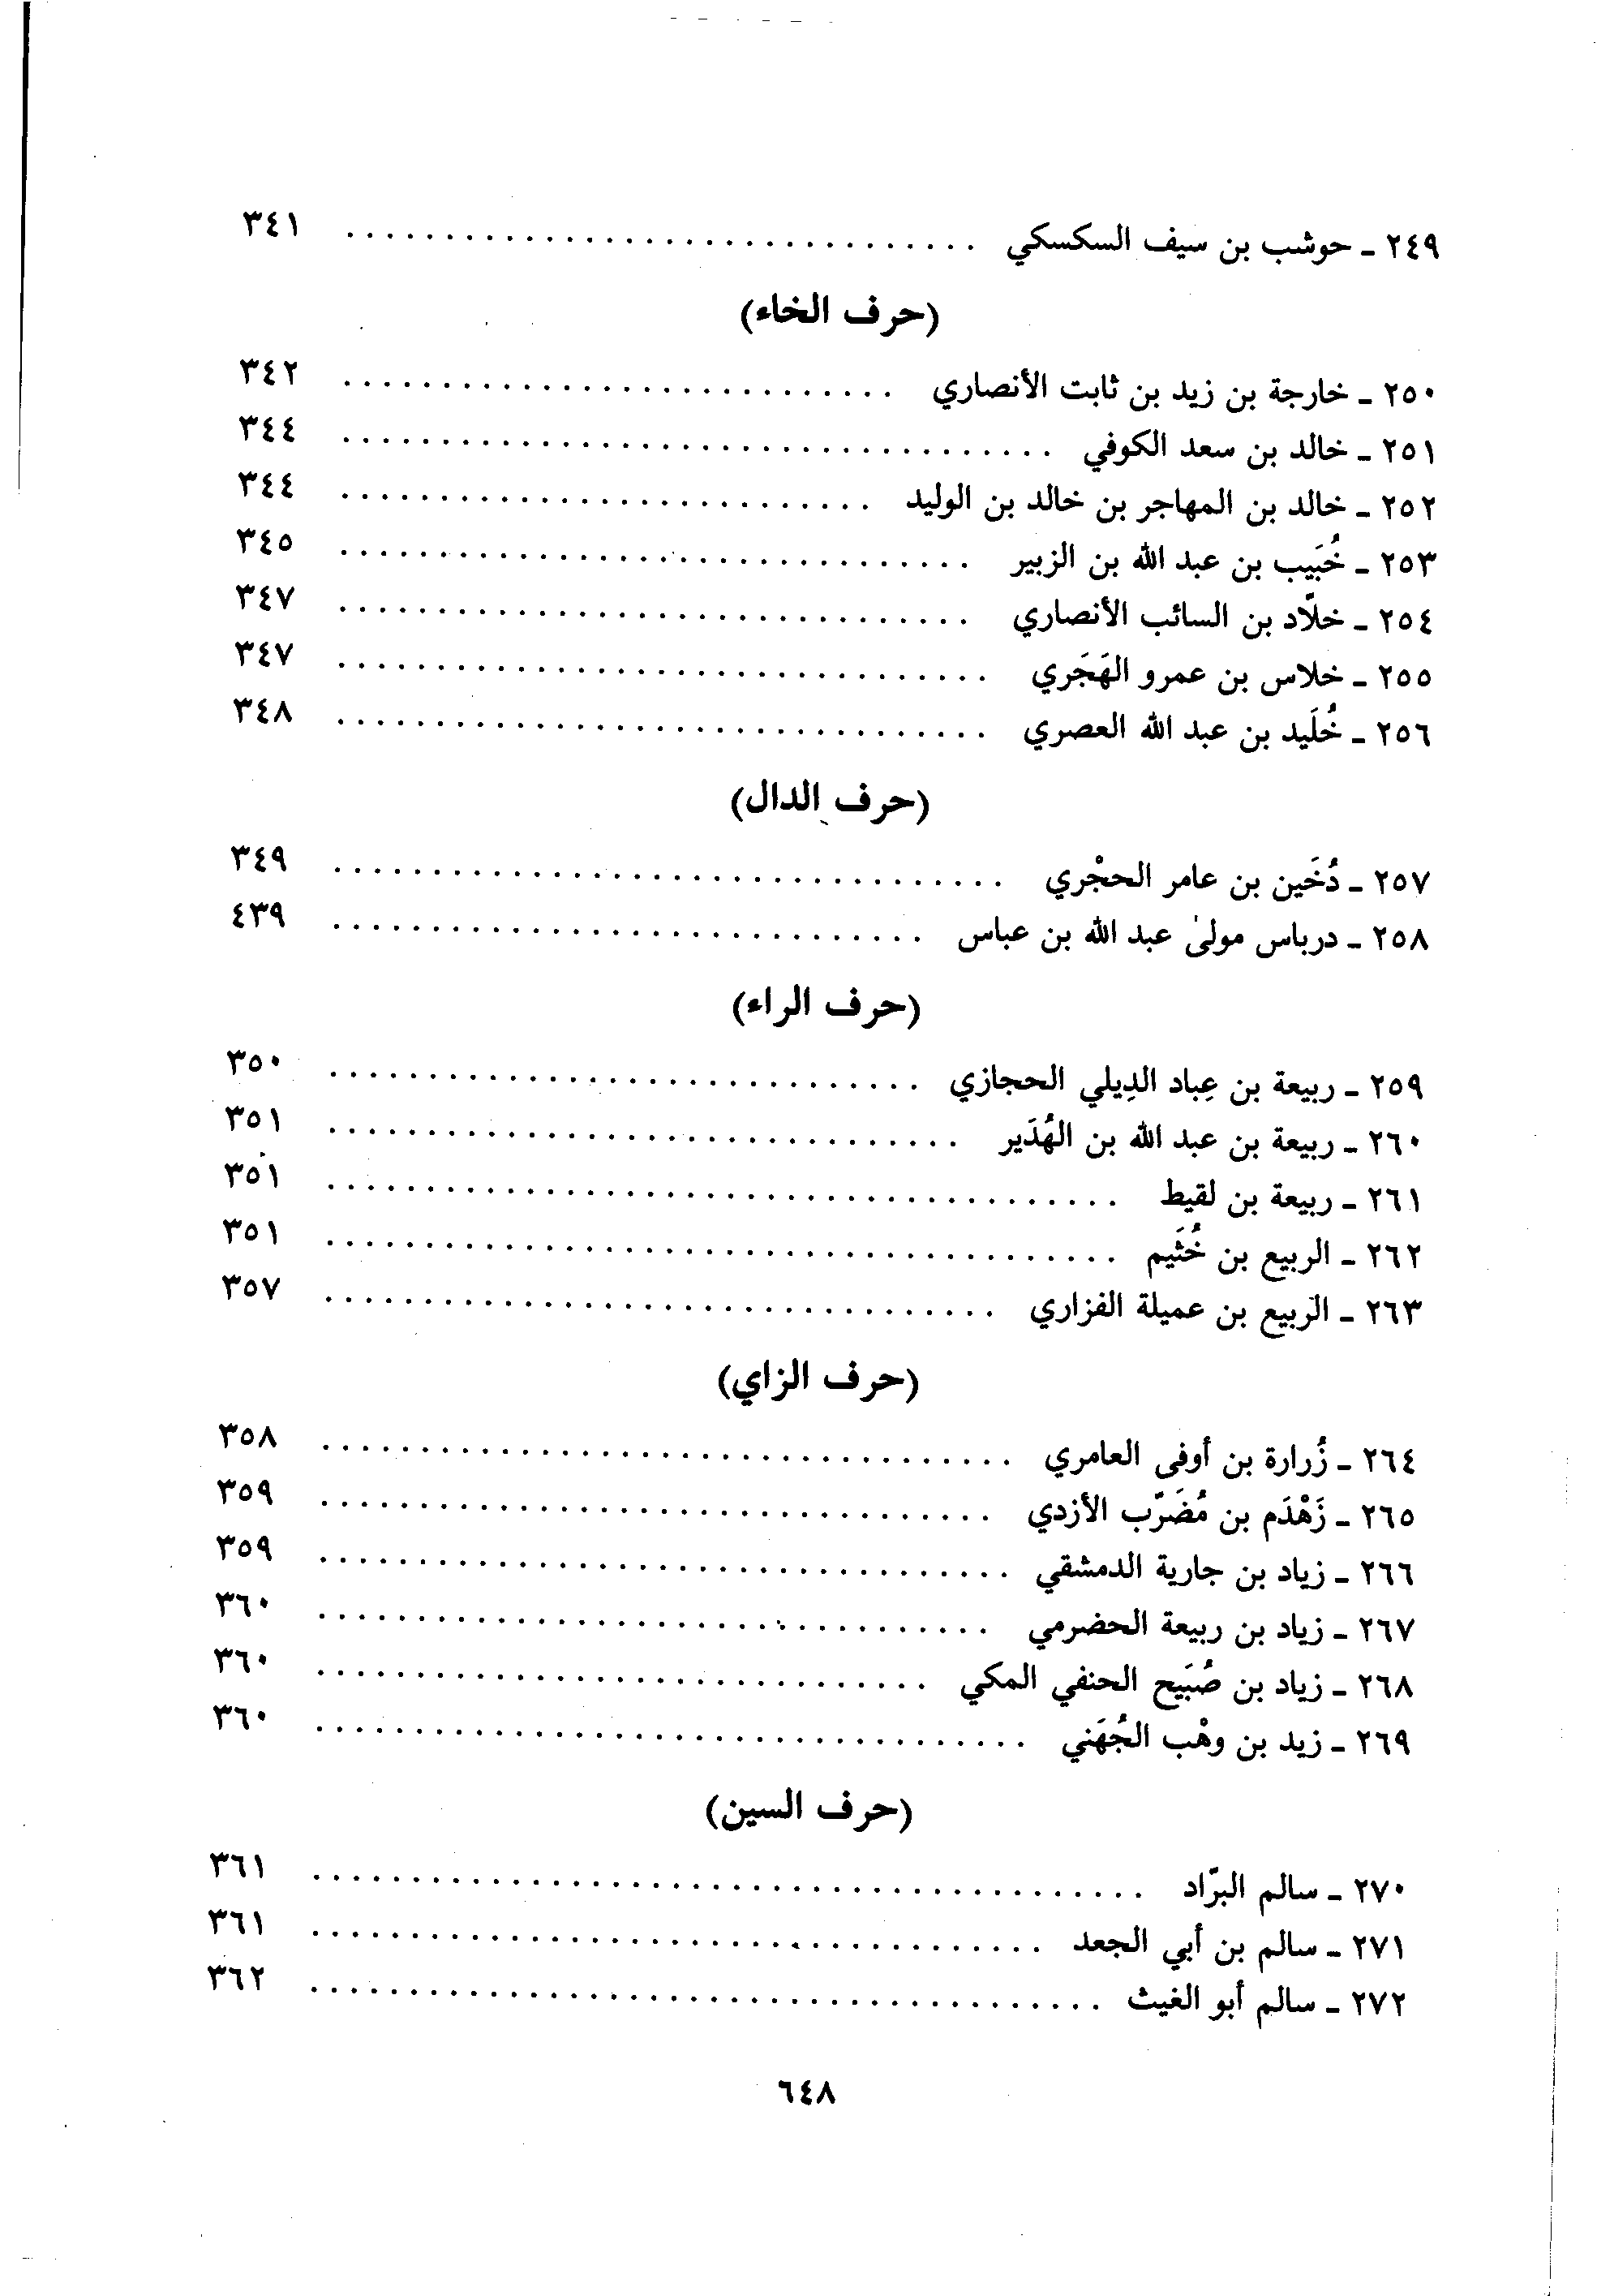 ٢٤٩ ـ حوشب بن سيف السكسكي ................................ ٣٤١
(حرف الخاء)
٢٥٠ ـ خارجة بن زيد بن ثابت الأنصاري ............................ ٣٤٢
٢٥١ ـ خالد بن سعد الكوفي .................................... ٣٤٤
٢٥٢ ـ خالد بن المهاجر بن خالد بن الوليد ........................... ٣٤٤
٢٥٣ ـ خُبَيب بن عبد الله بن الزبير ................................ ٣٤٥
٢٥٤ ـ خلّاد بن السائب الأنصاري ................................ ٣٤٧
٢٥٥ ـ خلاس بن عمرو الهَجَري ................................. ٣٤٧
٢٥٦ ـ خُلَيد بن عبد الله العصري ................................. ٣٤٨
(حرف الدال)
٢٥٧ ـ دُخَين بن عامر الحجْري .................................. ٣٤٩
٢٥٨ ـ درباس مولىٰ عبد الله بن عباس .............................. ٤٣٩
(حرف الراء)
٢٥٩ ـ ربيعة بن عِباد الدِيلي الحجازي .............................. ٣٥٠
٢٦٠ ـ ربيعة بن عبد الله بن الهُدَير ................................ ٣٥١
٢٦١ ـ ربيعة بن لقيط ........................................ ٣٥١
٢٦٢ ـ الربيع بن خُثَيم ........................................ ٣٥١
٢٦٣ ـ الربيع بن عميلة الفزاري .................................. ٣٥٧
(حرف الزاي)
٢٦٤ ـ زُرارة بن أوفى العامري ................................... ٣٥٨
٢٦٥ ـ زَهْدَم بن مُضَرّب الأزدي .................................. ٣٥٩
٢٦٦ ـ زياد بن جارية الدمشقي ................................... ٣٥٩
٢٦٧ ـ زياد بن ربيعة الحضرمي .................................. ٣٦٠
٢٦٨ ـ زياد بن صُبَيح الحنفي المكي ............................... ٣٦٠
٢٦٩ ـ زيد بن وهْب الجُهَني .................................... ٣٦٠
(حرف السين)
٢٧٠ ـ سالم البرّاد .......................................... ٣٦١
٢٧١ ـ سالم بن أبي الجعد ..................................... ٣٦١
٢٧٢ ـ سالم أبو الغيث ........................................ ٣٦٢
٦٤٨